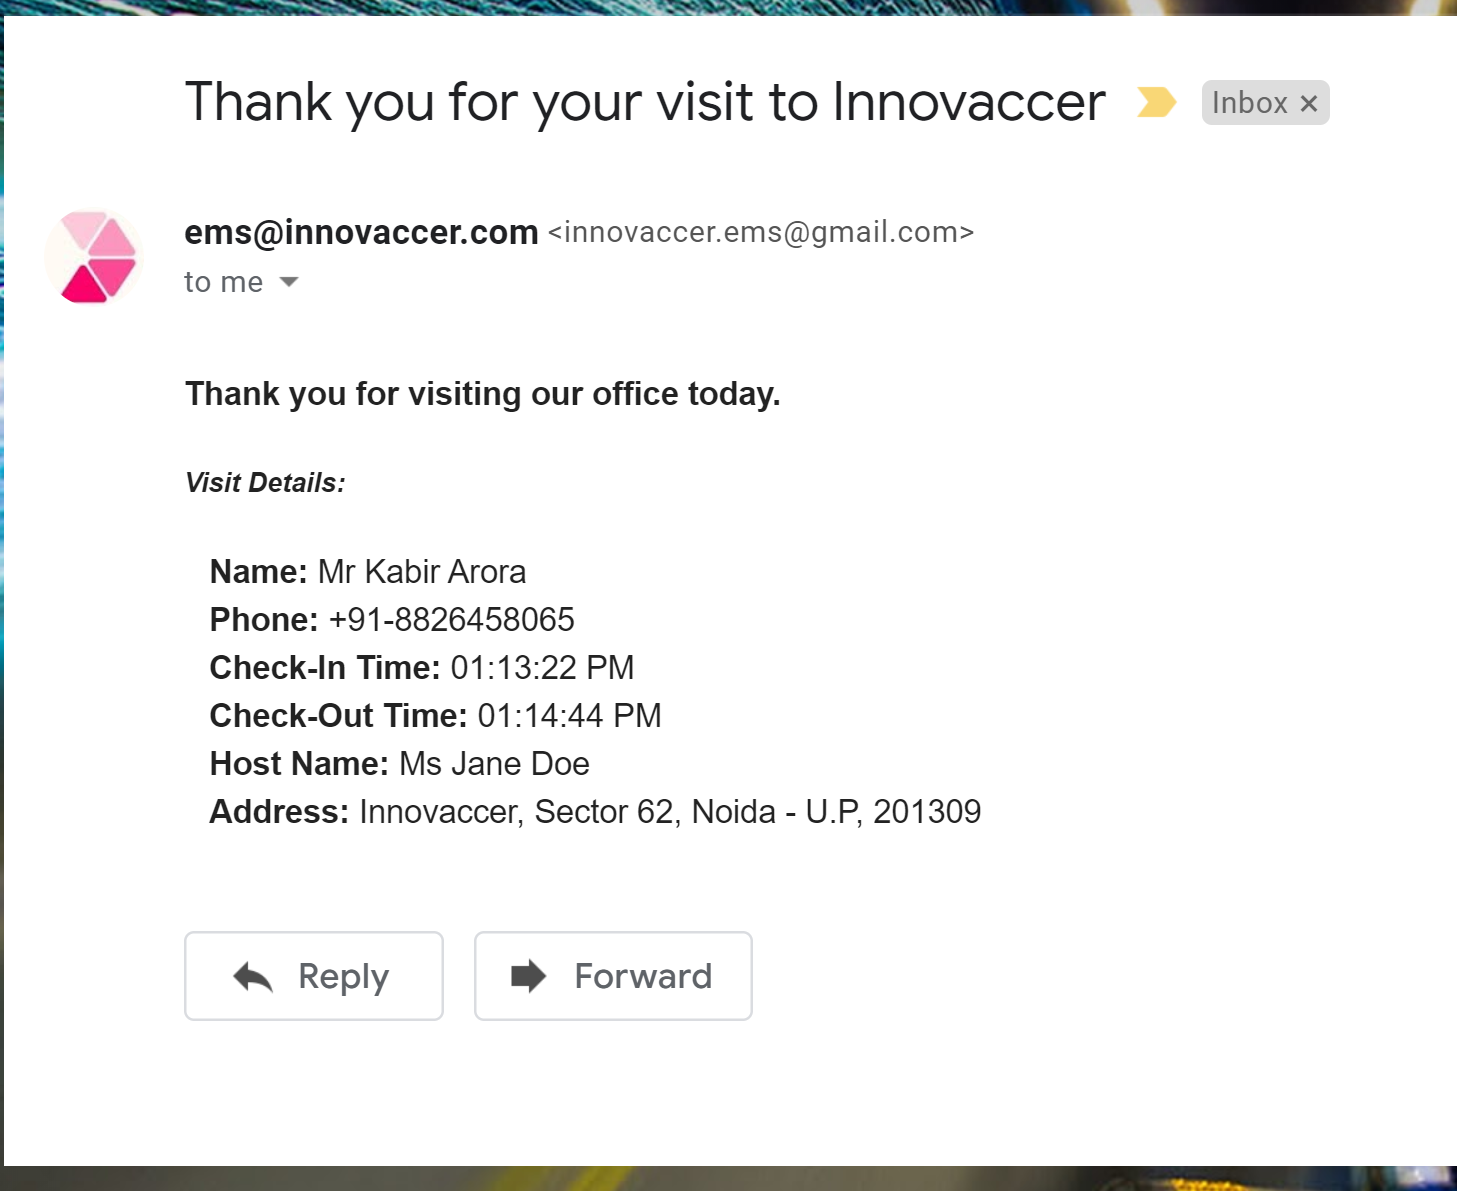 Thank you for your visit to Innovaccer Inbox ×
ems@innovaccer.com <innovaccer.ems@gmail.com>
to me
Thank you for visiting our office today.
Visit Details:
Name: Mr Kabir Arora
Phone: +91-8826458065
Check-In Time: 01:13:22 PM
Check-Out Time: 01:14:44 PM
Host Name: Ms Jane Doe
Address: Innovaccer, Sector 62, Noida - U.P, 201309
Reply Forward